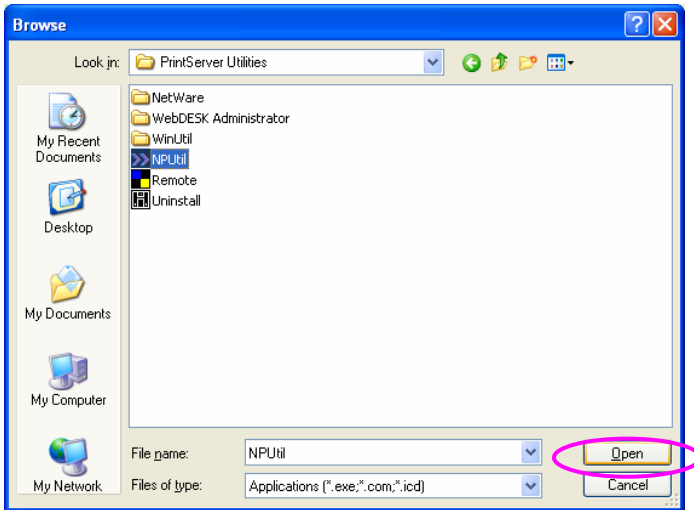 Browse
Look in: PrintServer Utilities
My Recent
Documents
Desktop
My Documents
My Computer
My Network
NetWare
WebDESK Administrator
WinUtil
NPUtil
Remote
Uninstall
File name: NPUtil Open
Files of type: Applications (*.exe;*.com;*.icd) Cancel